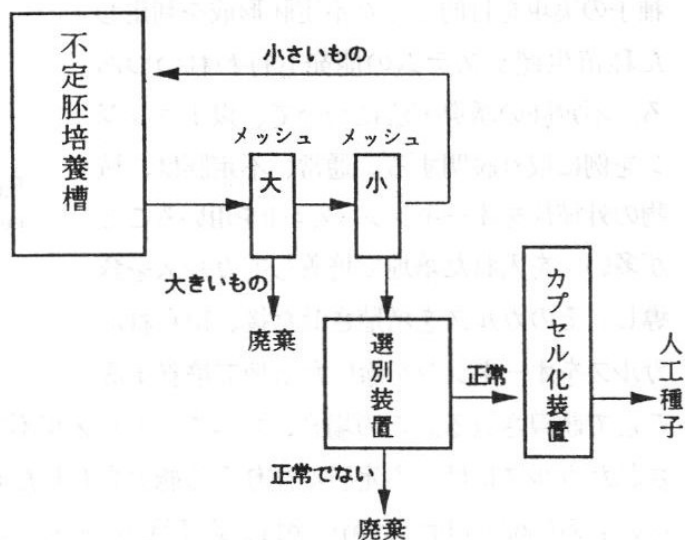 小さいもの
不定胚培養槽
メッシュ
メッシュ
大
小
大きいもの
廃棄
選別装置
正常
カプセル化装置
人工種子
正常でない
廃棄